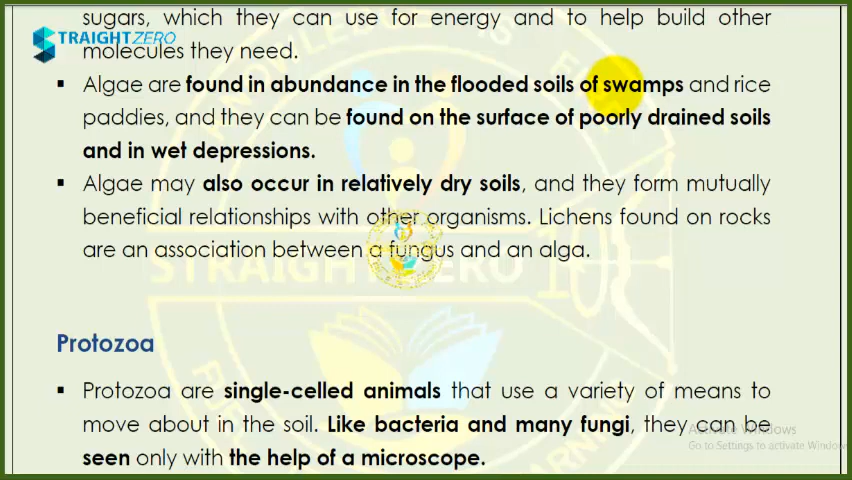 sugars, which they can use for energy and to help build other
STRAIGHTZERO
molecules they need.
▪ Algae are found in abundance in the flooded soils of swamps and rice
paddies, and they can be found on the surface of poorly drained soils
and in wet depressions.
▪ Algae may also occur in relatively dry soils, and they form mutually
beneficial relationships with other organisms. Lichens found on rocks
are an association between a fungus and an alga.
STRAIGHT ZERO
Protozoa
▪ Protozoa are single-celled animals that use a variety of means to
move about in the soil. Like bacteria and many fungi, they can be
Activate Windows
Go to Settings to activate Windows
seen only with the help of a microscope.